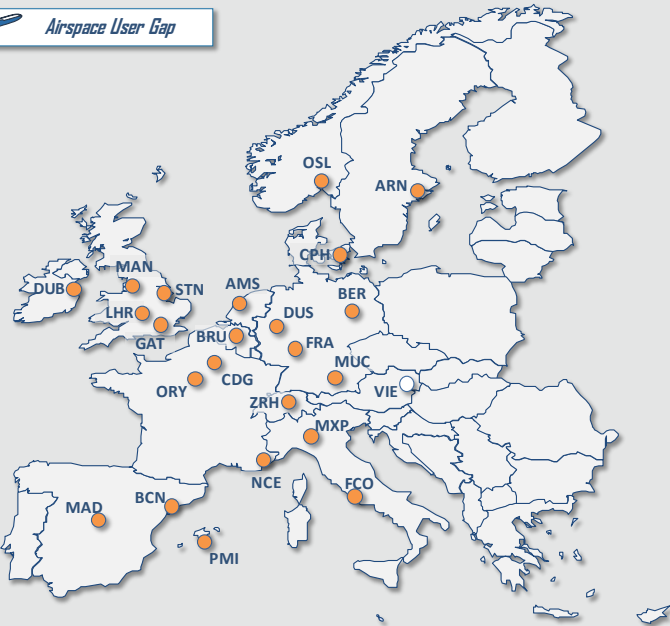 Airspace User Gap
OSL
ARN
CPH
MAN
DUB
STN
AMS
BER
LHR
DUS
GAT
BRU
FRA
MUC
CDG
ORY
VIE
ZRH
MXP
NCE
FCO
BCN
MAD
PMI